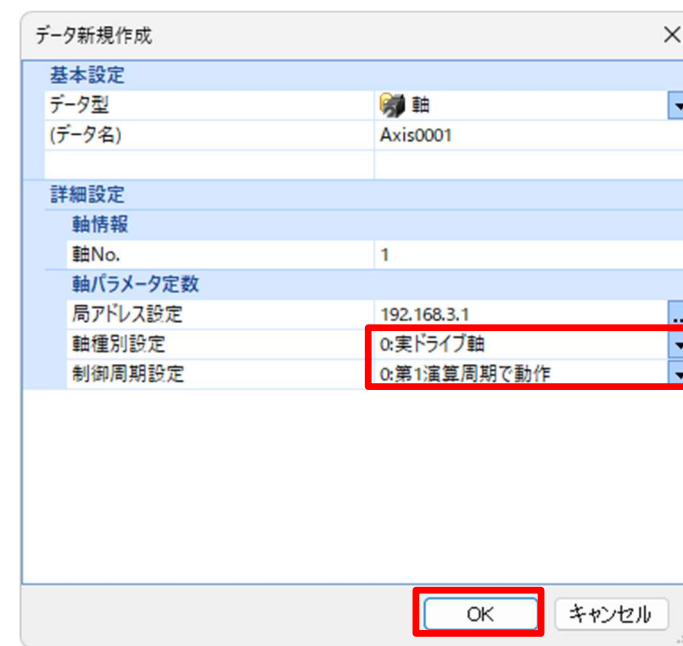 データ新規作成
基本設定
データ型 軸
(データ名) Axis0001
詳細設定
軸情報
軸No. 1
軸パラメータ定数
局アドレス設定 192.168.3.1 ...
軸種別設定 0:実ドライブ軸
制御周期設定 0:第1演算周期で動作
OK キャンセル